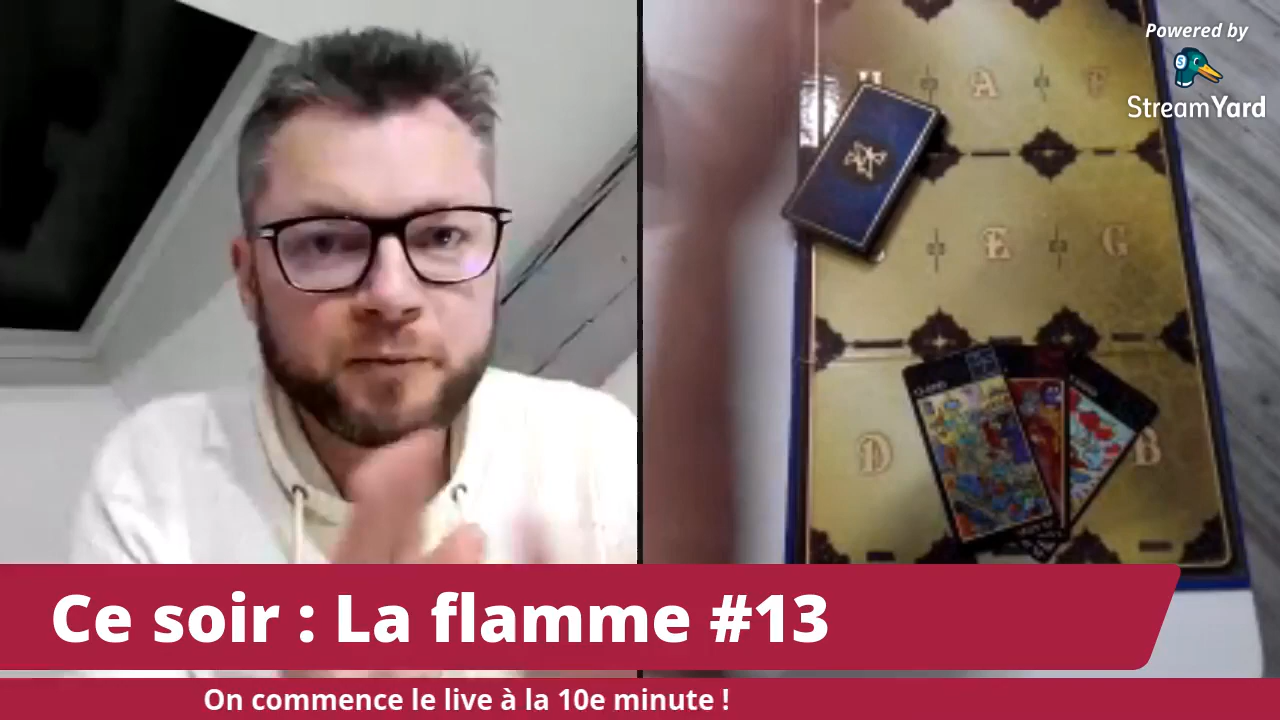 Powered by
StreamYard
A F
E G
D B
Ce soir : La flamme #13
On commence le live à la 10e minute !